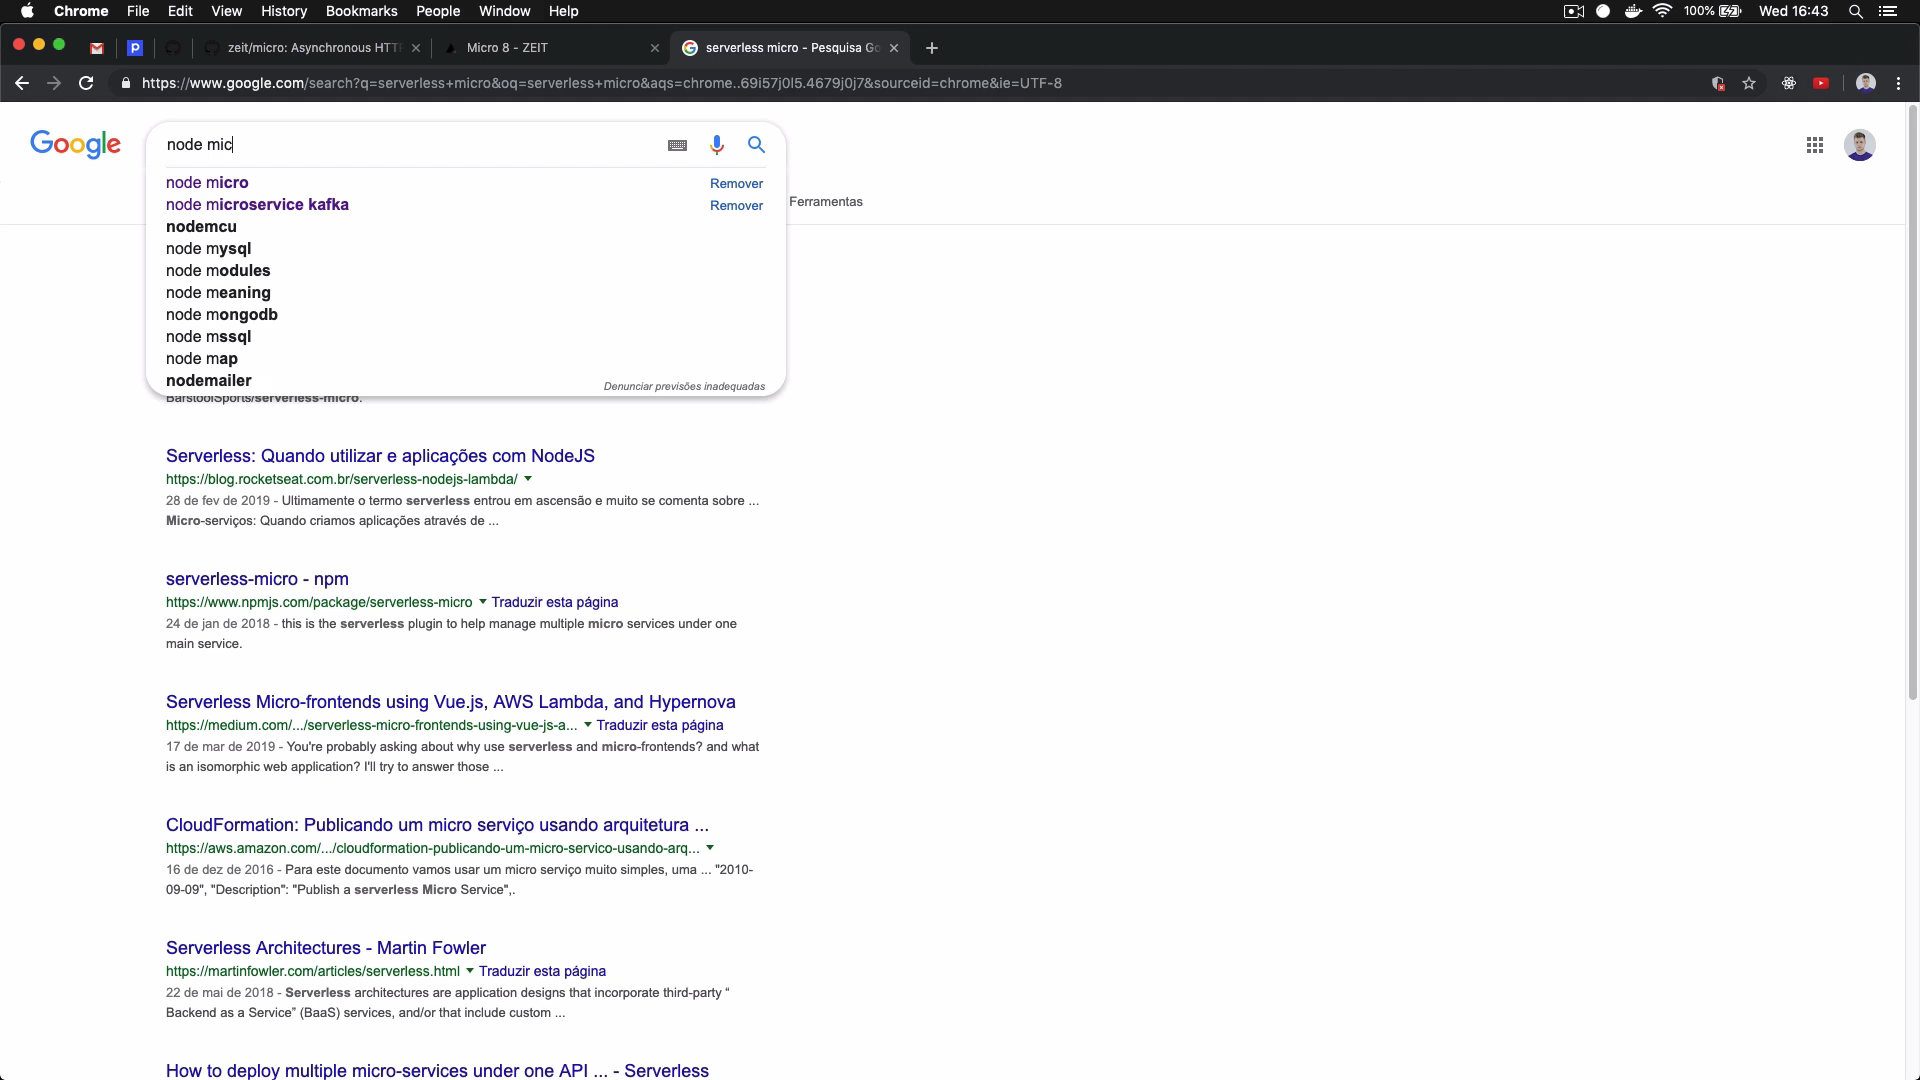 Chrome File Edit View History Bookmarks People Window Help 100% Wed 16:43
zeit/micro: Asynchronous HTT Micro 8 - ZEIT serverless micro - Pesquisa Go
https://www.google.com/search?q=serverless+micro&oq=serverless+micro&aqs=chrome..69i57j0l5.4679j0j7&sourceid=chrome&ie=UTF-8
Google
node mic
node micro Remover
node microservice kafka Remover
Ferramentas
nodemcu
node mysql
node modules
node meaning
node mongodb
node mssql
node map
nodemailer
Denunciar previsões inadequadas
BarstoolSports/serverless-micro.
Serverless: Quando utilizar e aplicações com NodeJS
https://blog.rocketseat.com.br/serverless-nodejs-lambda/
28 de fev de 2019 - Ultimamente o termo serverless entrou em ascensão e muito se comenta sobre ...
Micro-serviços: Quando criamos aplicações através de ...
serverless-micro - npm
https://www.npmjs.com/package/serverless-micro Traduzir esta página
24 de jan de 2018 - this is the serverless plugin to help manage multiple micro services under one
main service.
Serverless Micro-frontends using Vue.js, AWS Lambda, and Hypernova
https://medium.com/.../serverless-micro-frontends-using-vue-js-a... Traduzir esta página
17 de mar de 2019 - You're probably asking about why use serverless and micro-frontends? and what
is an isomorphic web application? I'll try to answer those ...
CloudFormation: Publicando um micro serviço usando arquitetura ...
https://aws.amazon.com/.../cloudformation-publicando-um-micro-servico-usando-arq...
16 de dez de 2016 - Para este documento vamos usar um micro serviço muito simples, uma ... "2010-
09-09", "Description": "Publish a serverless Micro Service",.
Serverless Architectures - Martin Fowler
https://martinfowler.com/articles/serverless.html Traduzir esta página
22 de mai de 2018 - Serverless architectures are application designs that incorporate third-party “
Backend as a Service” (BaaS) services, and/or that include custom ...
How to deploy multiple micro-services under one API ... - Serverless